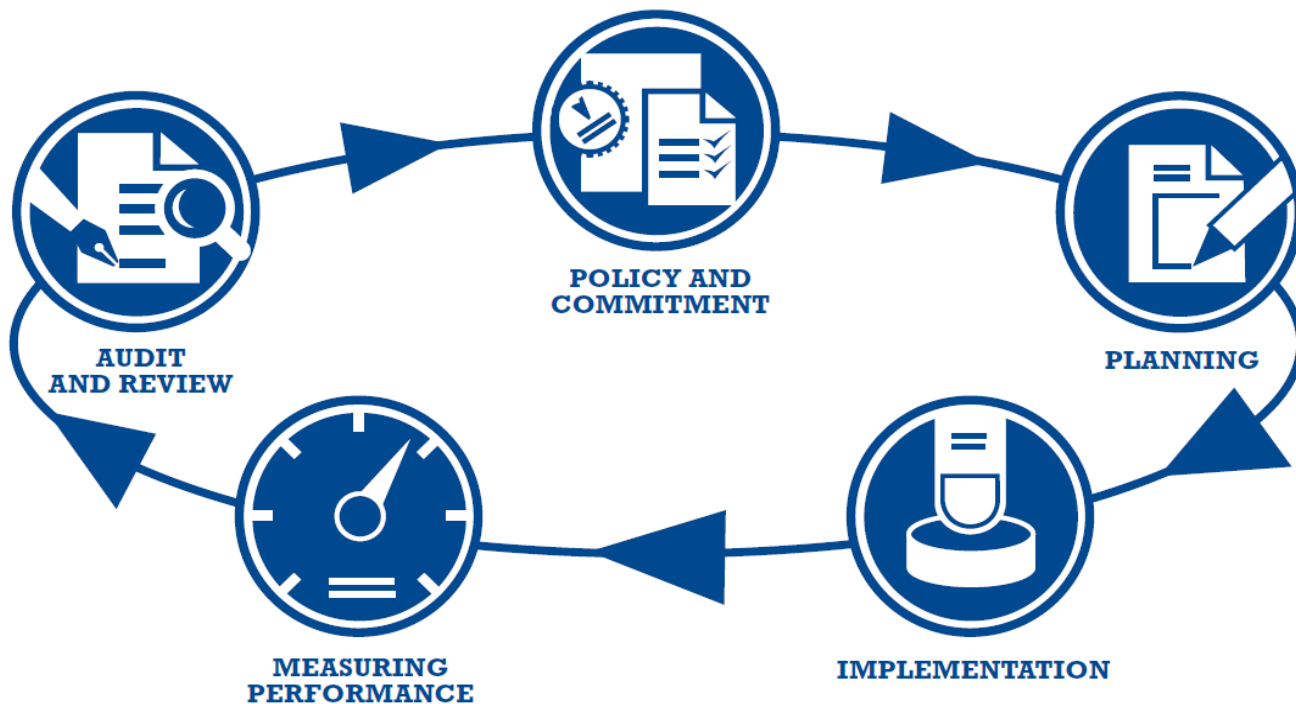 POLICY AND
COMMITMENT
AUDIT
AND REVIEW
PLANNING
MEASURING
PERFORMANCE
IMPLEMENTATION